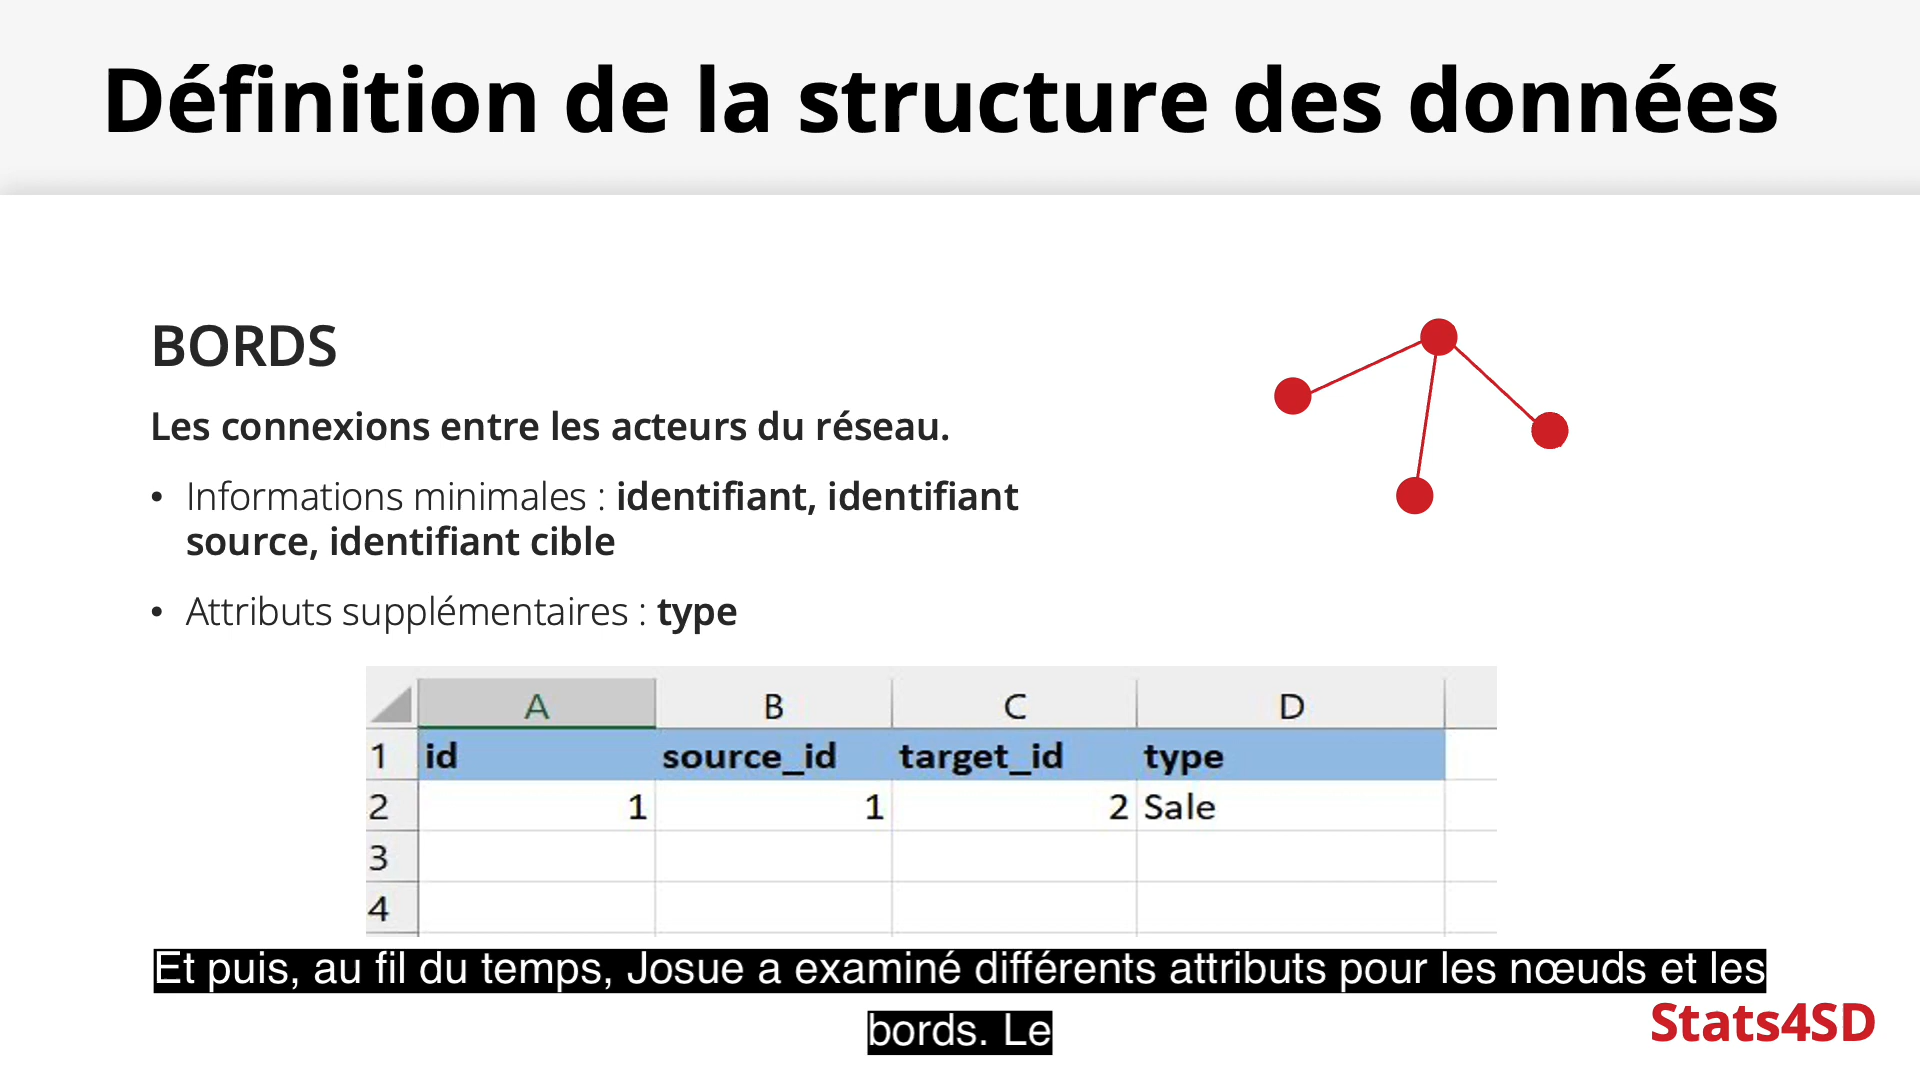 Définition de la structure des données
BORDS
Les connexions entre les acteurs du réseau.
• Informations minimales : identifiant, identifiant
source, identifiant cible
• Attributs supplémentaires : type
A B C D
1 id source_id target_id type
2 1 1 2 Sale
3
4
Et puis, au fil du temps, Josue a examiné différents attributs pour les nœuds et les
bords. Le
Stats4SD